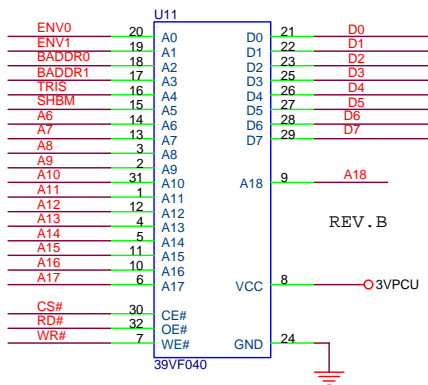 U11
ENV0 20 A0 D0 21 D0
ENV1 19 A1 D1 22 D1
BADDR0 18 A2 D2 23 D2
BADDR1 17 A3 D3 25 D3
TRIS 16 A4 D4 26 D4
SHBM 15 A5 D5 27 D5
A6 14 A6 D6 28 D6
A7 13 A7 D7 29 D7
A8 3 A8
A9 2 A9
A10 31 A10 A18 9 A18
A11 1 A11
A12 12 A12
A13 4 A13 REV.B
A14 5 A14
A15 11 A15
A16 10 A16
A17 6 A17 VCC 8 3VPCU
CS# 30 CE#
RD# 32 OE#
WR# 7 WE# GND 24
39VF040